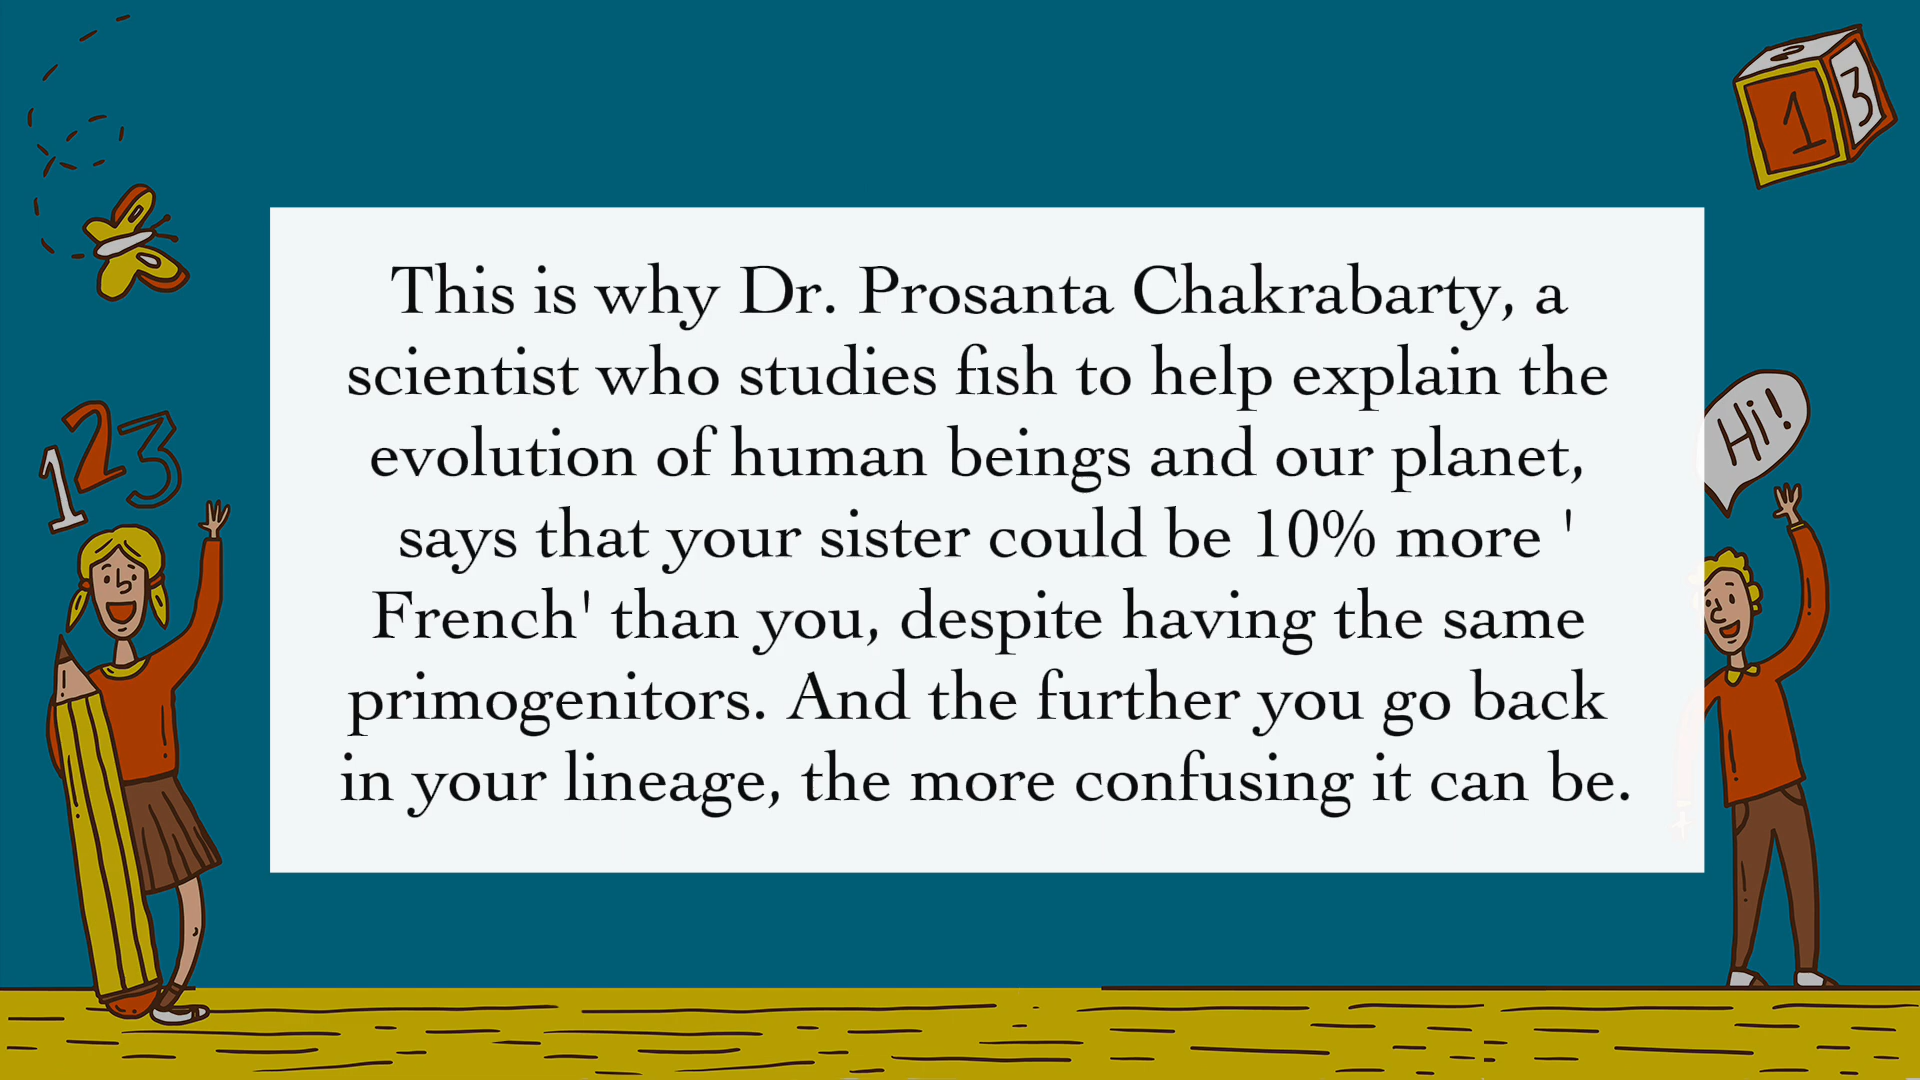 This is why Dr. Prosanta Chakrabarty, a
scientist who studies fish to help explain the
evolution of human beings and our planet,
says that your sister could be 10% more '
French' than you, despite having the same
primogenitors. And the further you go back
in your lineage, the more confusing it can be.
1 3
Hi!
123